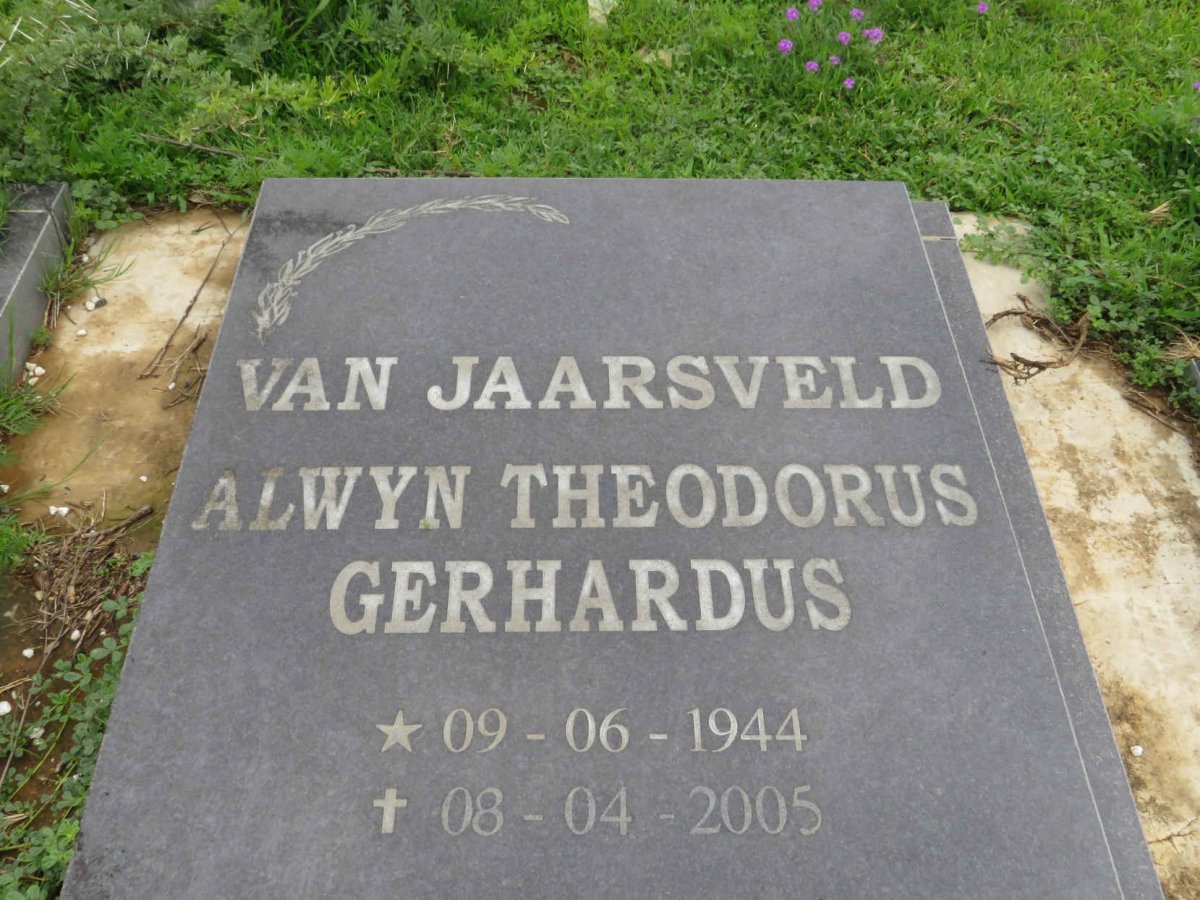 VAN JAARSVELD
ALWYN THEODORUS
GERHARDUS
★ 09 - 06 - 1944
✝ 08 - 04 - 2005